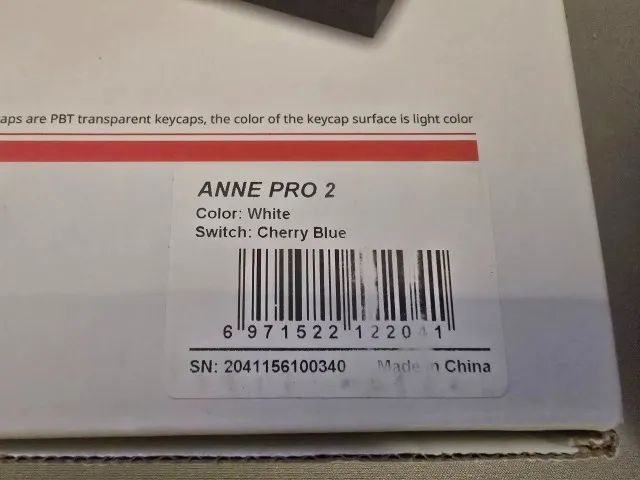 aps are PBT transparent keycaps, the color of the keycap surface is light color
ANNE PRO 2
Color: White
Switch: Cherry Blue
6 971522 122041
SN: 2041156100340 Made in China